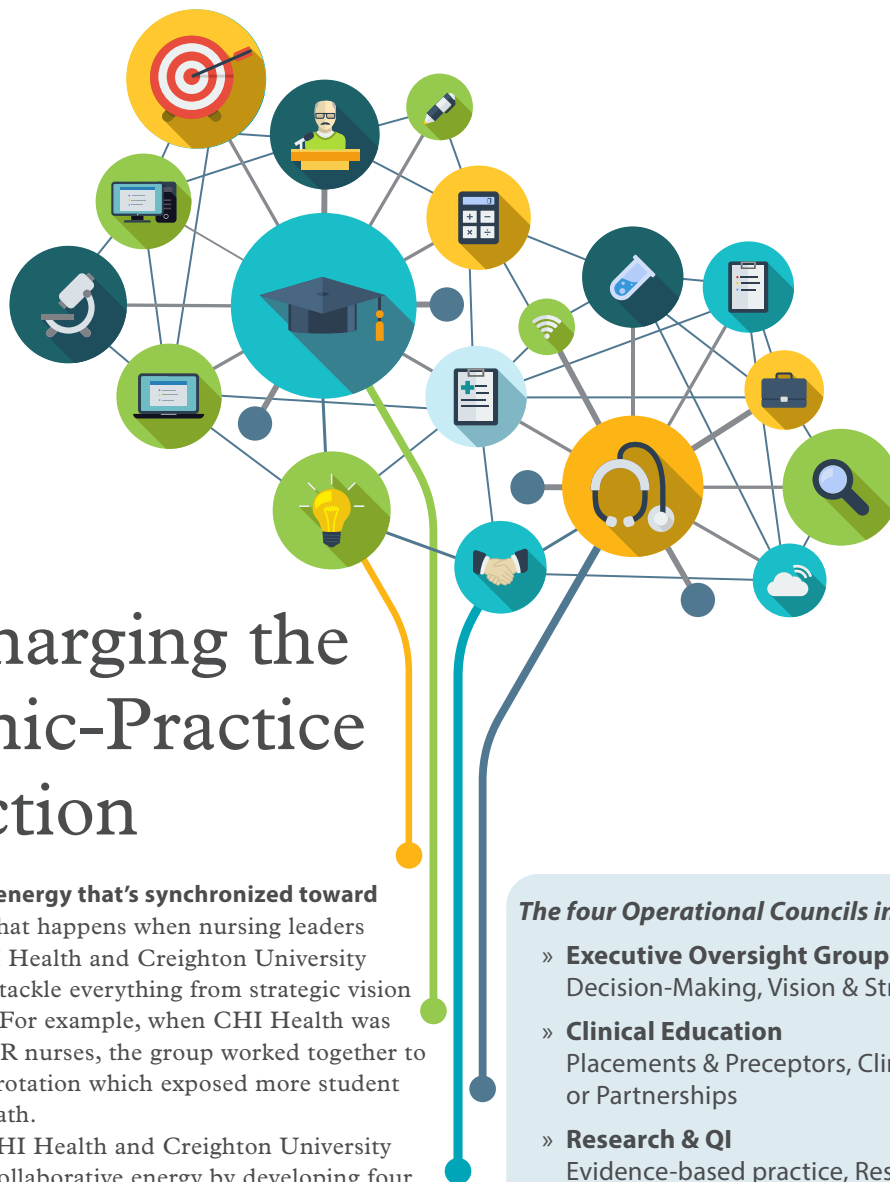 narging the
nic-Practice
ction
energy that's synchronized toward
hat happens when nursing leaders
Health and Creighton University
tackle everything from strategic vision
For example, when CHI Health was
R nurses, the group worked together to
rotation which exposed more student
ath.
HI Health and Creighton University
ollaborative energy by developing four
The four Operational Councils in
» Executive Oversight Group
Decision-Making, Vision & Str
» Clinical Education
Placements & Preceptors, Clin
or Partnerships
» Research & QI
Evidence-based practice, Res